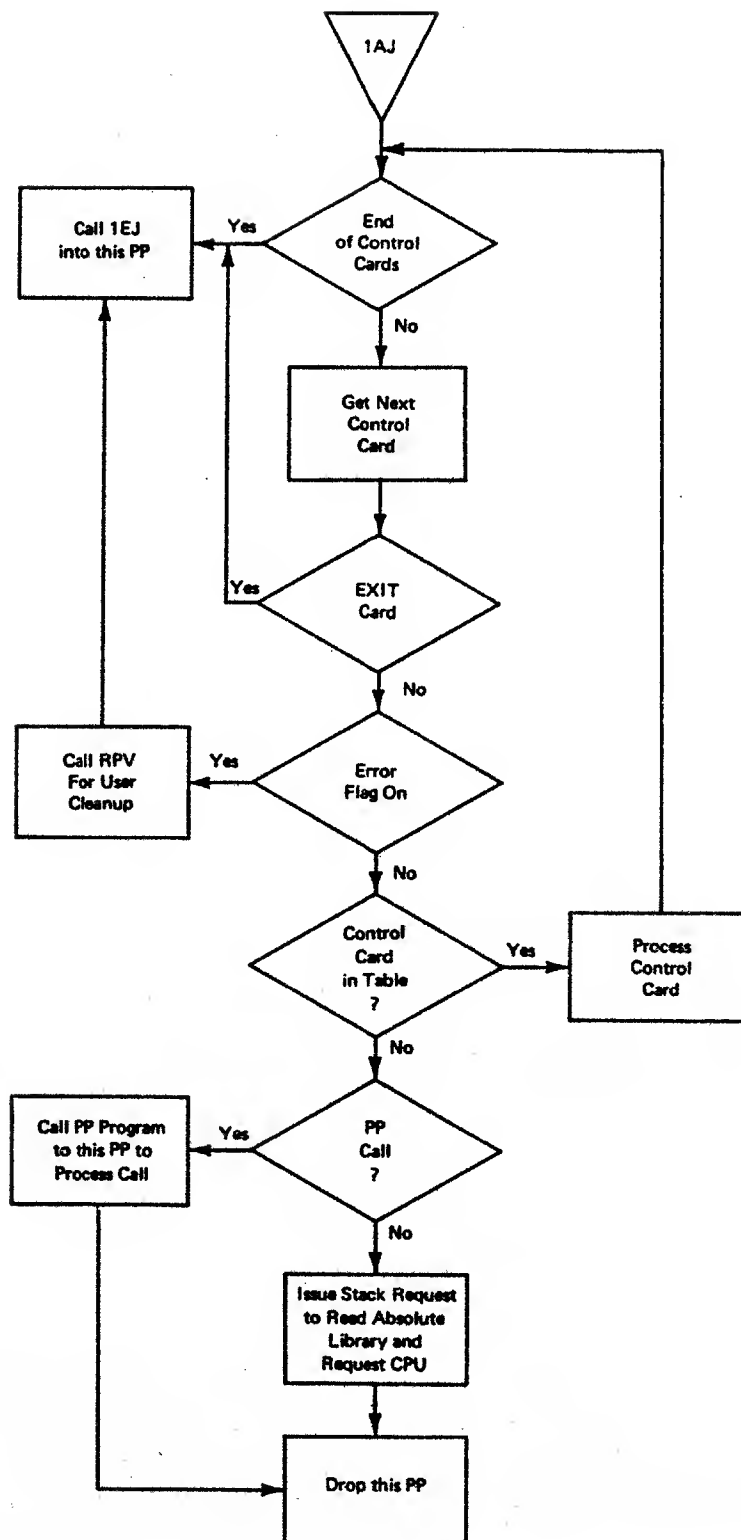 1AJ
End
of Control
Cards
Yes
Call 1EJ
into this PP
No
Get Next
Control
Card
EXIT
Card
Yes
No
Error
Flag On
Yes
Call RPV
For User
Cleanup
No
Control
Card
in Table
?
Yes
Process
Control
Card
No
PP
Call
?
Yes
Call PP Program
to this PP to
Process Call
No
Issue Stack Request
to Read Absolute
Library and
Request CPU
Drop this PP